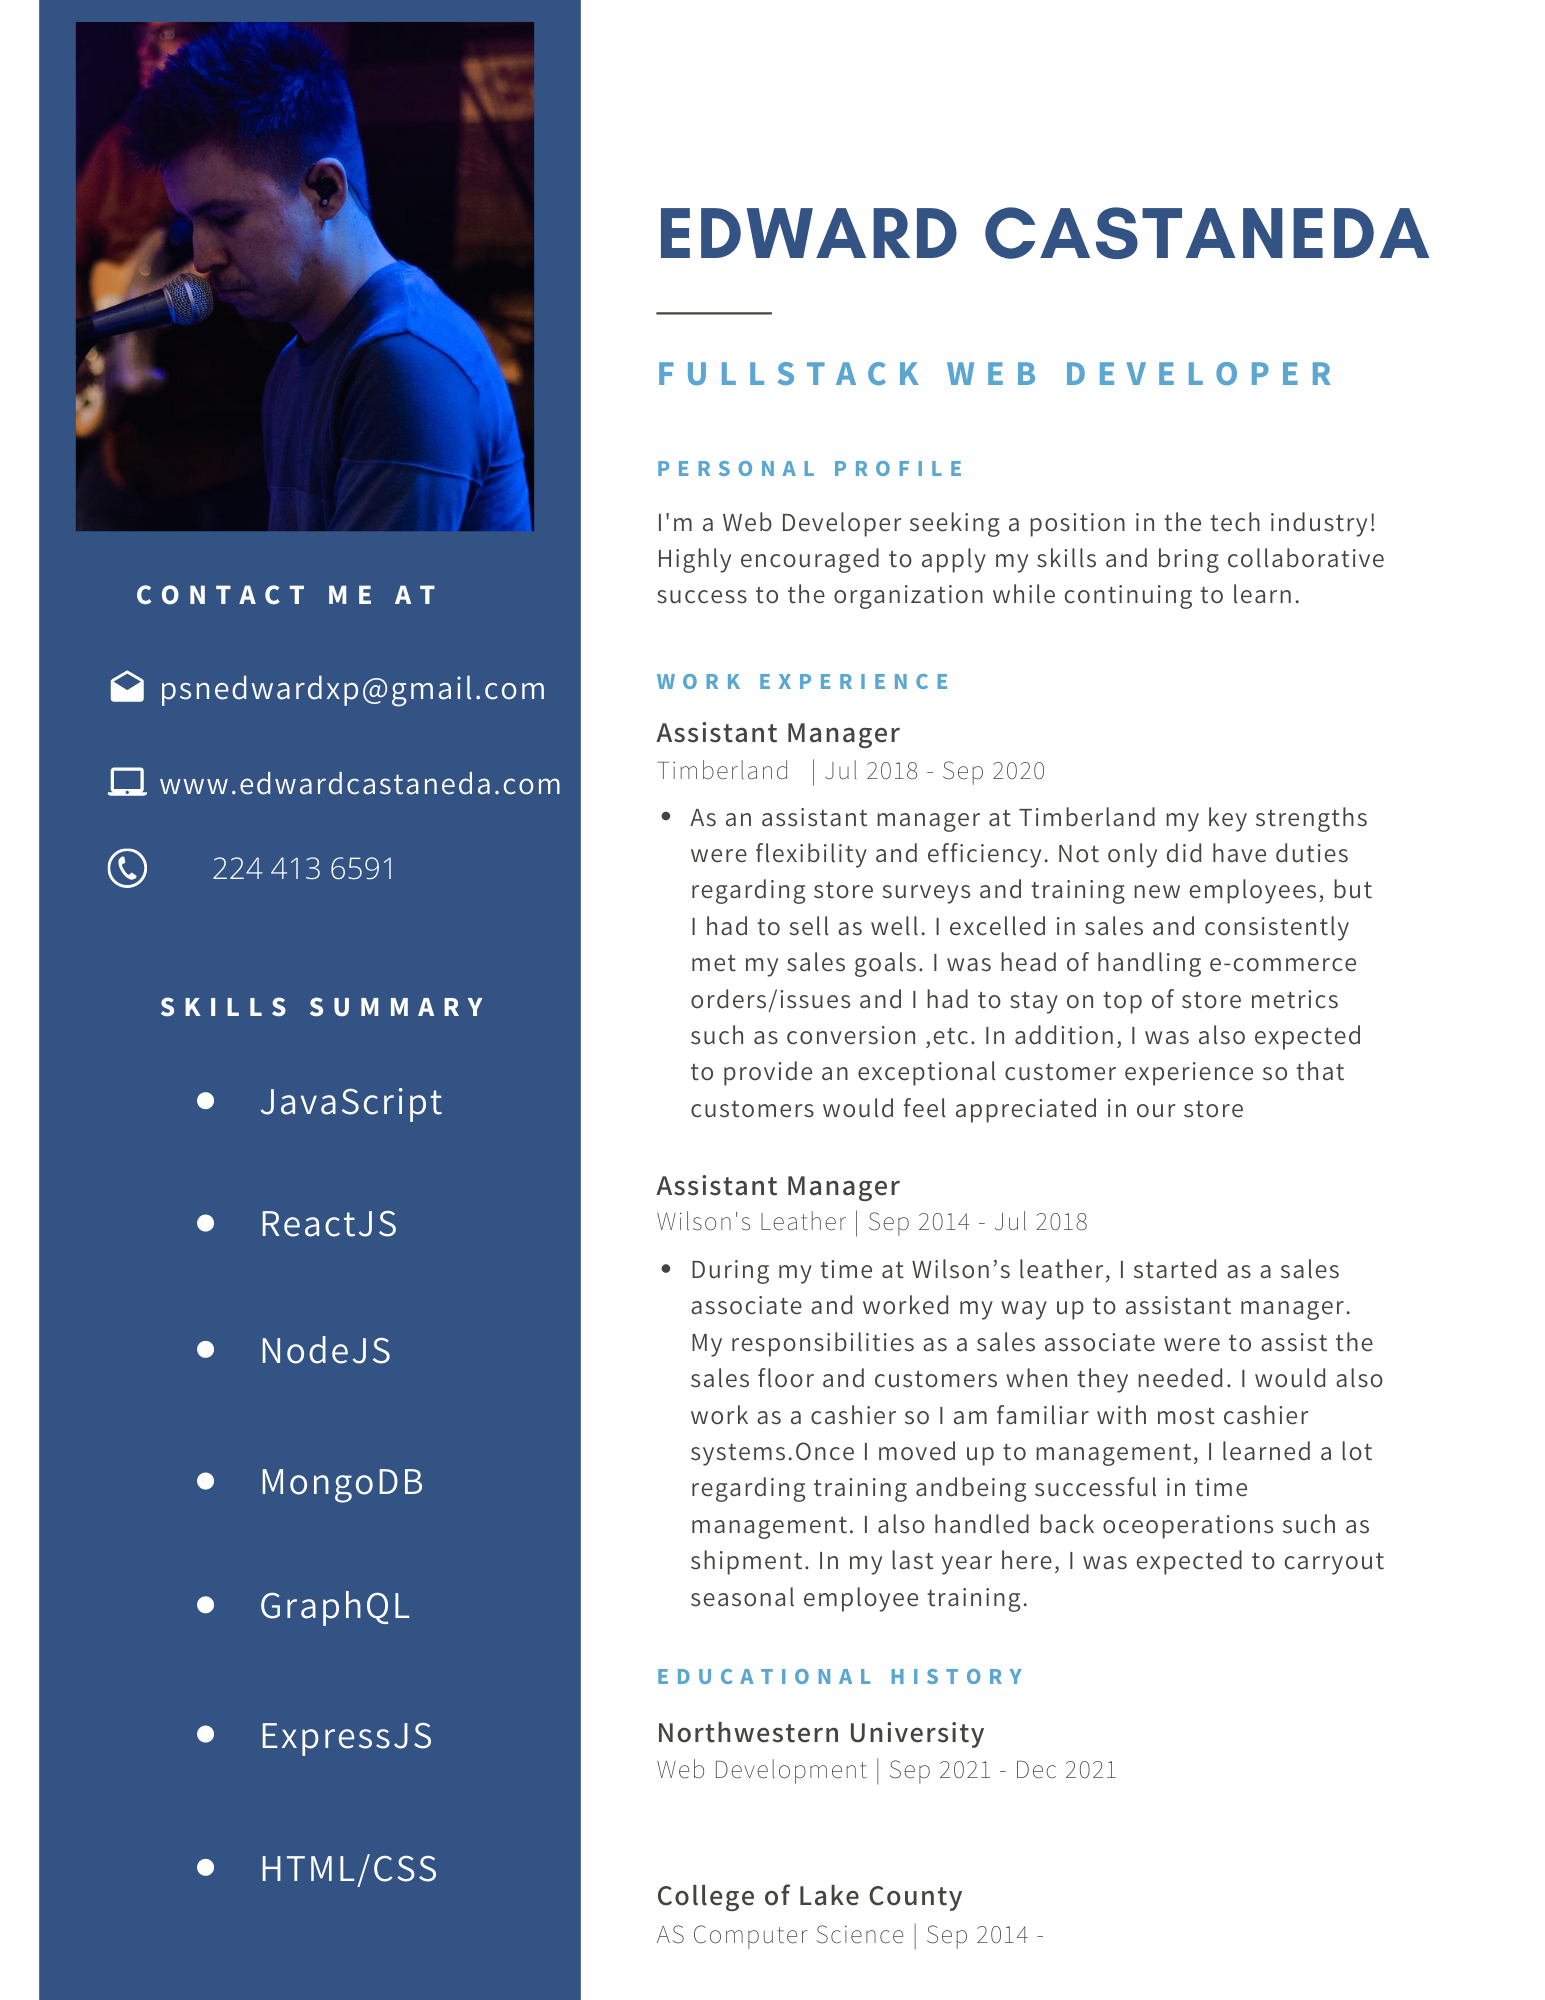 CONTACT ME AT
psnedwardxp@gmail.com
www.edwardcastaneda.com
224 413 6591
SKILLS SUMMARY
• JavaScript
• ReactJS
• NodeJS
• MongoDB
• GraphQL
• ExpressJS
• HTML/CSS
EDWARD CASTANEDA
FULLSTACK WEB DEVELOPER
PERSONAL PROFILE
I'm a Web Developer seeking a position in the tech industry!
Highly encouraged to apply my skills and bring collaborative
success to the organization while continuing to learn.
WORK EXPERIENCE
Assistant Manager
Timberland | Jul 2018 - Sep 2020
• As an assistant manager at Timberland my key strengths
were flexibility and efficiency. Not only did have duties
regarding store surveys and training new employees, but
I had to sell as well. I excelled in sales and consistently
met my sales goals. I was head of handling e-commerce
orders/issues and I had to stay on top of store metrics
such as conversion ,etc. In addition, I was also expected
to provide an exceptional customer experience so that
customers would feel appreciated in our store
Assistant Manager
Wilson's Leather | Sep 2014 - Jul 2018
• During my time at Wilson’s leather, I started as a sales
associate and worked my way up to assistant manager.
My responsibilities as a sales associate were to assist the
sales floor and customers when they needed. I would also
work as a cashier so I am familiar with most cashier
systems.Once I moved up to management, I learned a lot
regarding training andbeing successful in time
management. I also handled back oceoperations such as
shipment. In my last year here, I was expected to carryout
seasonal employee training.
EDUCATIONAL HISTORY
Northwestern University
Web Development | Sep 2021 - Dec 2021
College of Lake County
AS Computer Science | Sep 2014 -